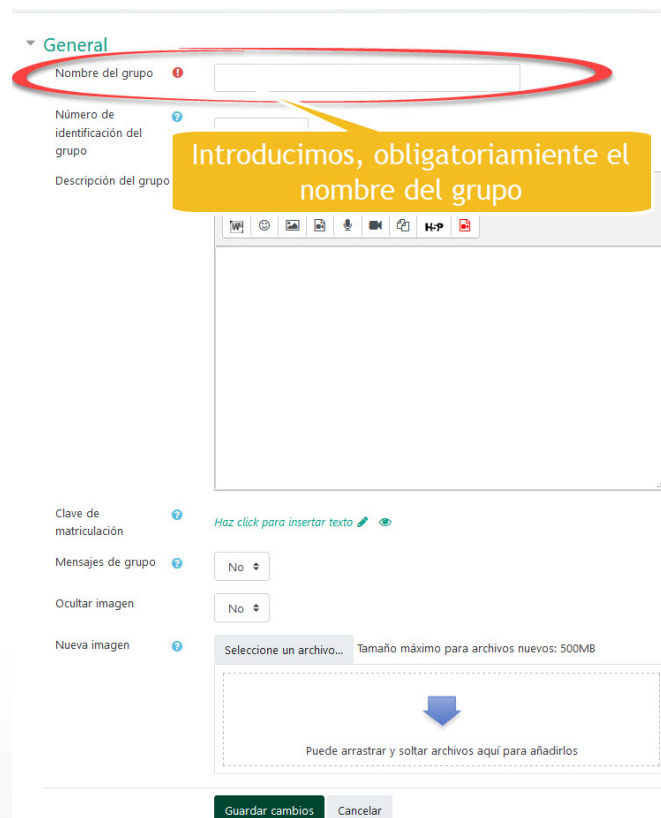 General
Nombre del grupo
Número de
identificación del
grupo
Introducimos, obligatoriamiente el
nombre del grupo
Descripción del grupo
W
H-P
Clave de
matriculación
Haz click para insertar texto
Mensajes de grupo
No
Ocultar imagen
No
Nueva imagen
Seleccione un archivo...
Tamaño máximo para archivos nuevos: 500MB
Puede arrastrar y soltar archivos aquí para añadirlos
Guardar cambios
Cancelar